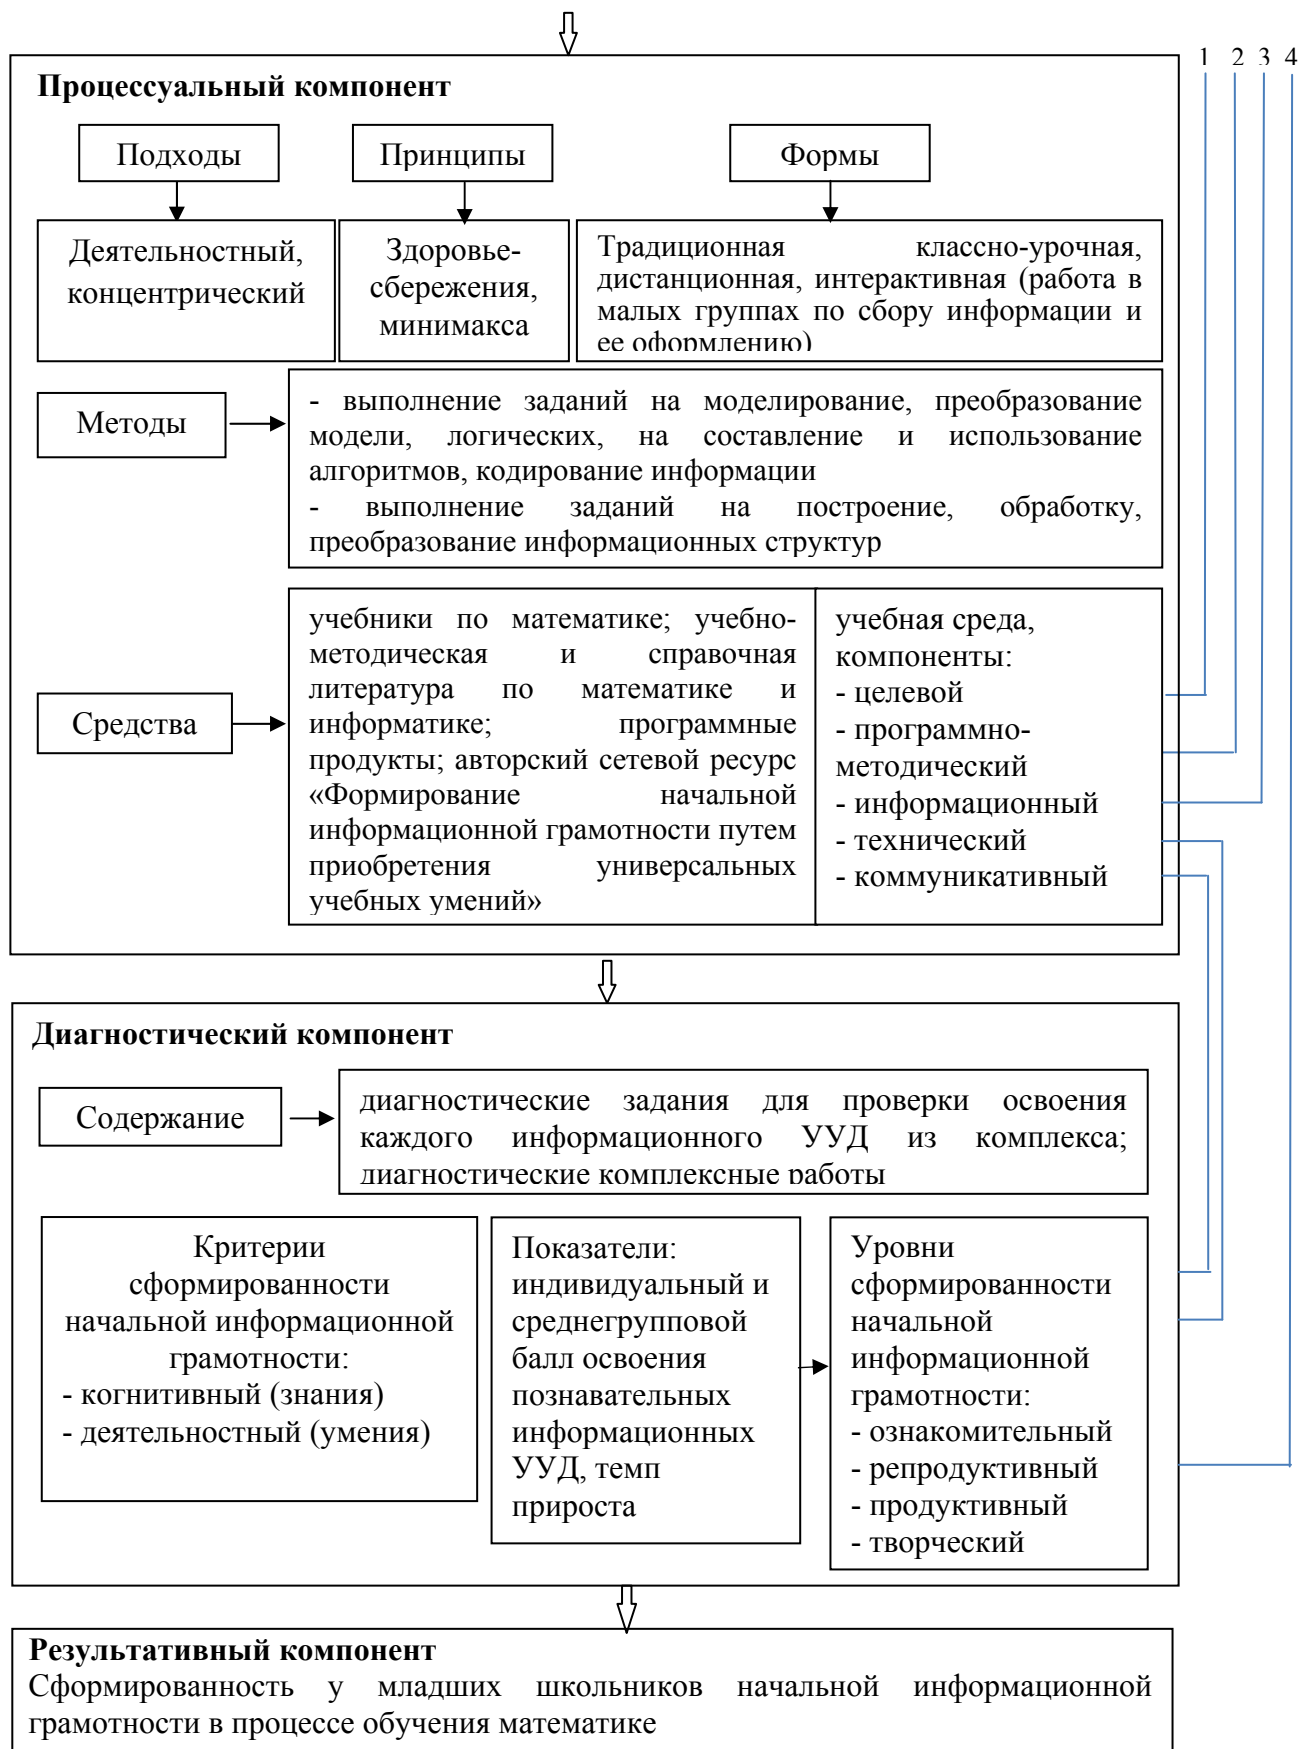 1 2 3 4
Процессуальный компонент
Подходы
Принципы
Формы
Деятельностный,
концентрический
Здоровье-
сбережения,
минимакса
Традиционная классно-урочная,
дистанционная, интерактивная (работа в
малых группах по сбору информации и
ее оформлению)
Методы
- выполнение заданий на моделирование, преобразование
модели, логических, на составление и использование
алгоритмов, кодирование информации
- выполнение заданий на построение, обработку,
преобразование информационных структур
Средства
учебники по математике; учебно-
методическая и справочная
литература по математике и
информатике; программные
продукты; авторский сетевой ресурс
«Формирование начальной
информационной грамотности путем
приобретения универсальных
учебных умений»
учебная среда,
компоненты:
- целевой
- программно-
методический
- информационный
- технический
- коммуникативный
Диагностический компонент
Содержание
диагностические задания для проверки освоения
каждого информационного УУД из комплекса;
диагностические комплексные работы
Критерии
сформированности
начальной информационной
грамотности:
- когнитивный (знания)
- деятельностный (умения)
Показатели:
индивидуальный и
среднегрупповой
балл освоения
познавательных
информационных
УУД, темп
прироста
Уровни
сформированности
начальной
информационной
грамотности:
- ознакомительный
- репродуктивный
- продуктивный
- творческий
Результативный компонент
Сформированность у младших школьников начальной информационной
грамотности в процессе обучения математике